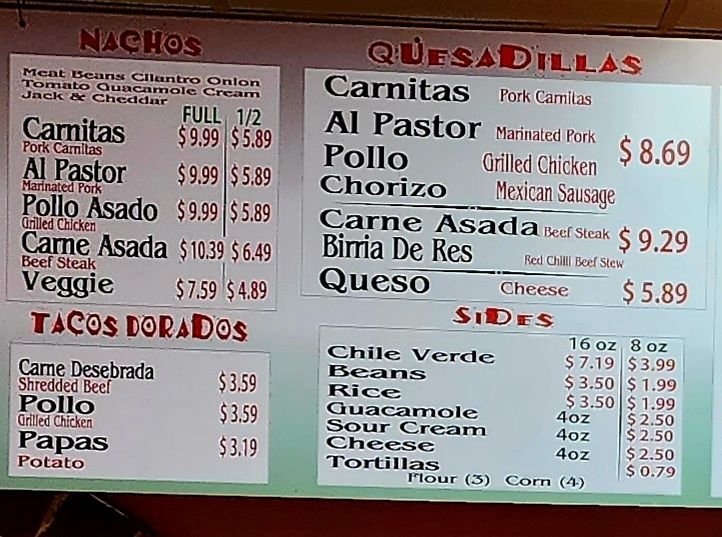 NACHOS
Meat Beans Cilantro Onion
Tomato Guacamole Cream
Jack & Cheddar
FULL 1/2
Carnitas $9.99 $5.89
Pork Carnitas
Al Pastor $9.99 $5.89
Marinated Pork
Pollo Asado $9.99 $5.89
Grilled Chicken
Carne Asada $10.39 $6.49
Beef Steak
Veggie $7.59 $4.89
TACOS DORADOS
Carne Desebrada
Shredded Beef $3.59
Pollo $3.59
Grilled Chicken
Papas $3.19
Potato
QUESADILLAS
Carnitas Pork Carnitas
Al Pastor Marinated Pork $8.69
Pollo Grilled Chicken
Chorizo Mexican Sausage
Carne Asada Beef Steak $9.29
Birria De Res Red Chilli Beef Stew
Queso Cheese $5.89
SIDES
16 oz 8 oz
Chile Verde $7.19 $3.99
Beans $3.50 $1.99
Rice $3.50 $1.99
Guacamole 4oz $2.50
Sour Cream 4oz $2.50
Cheese 4oz $2.50
Tortillas $0.79
Flour (3) Corn (4)